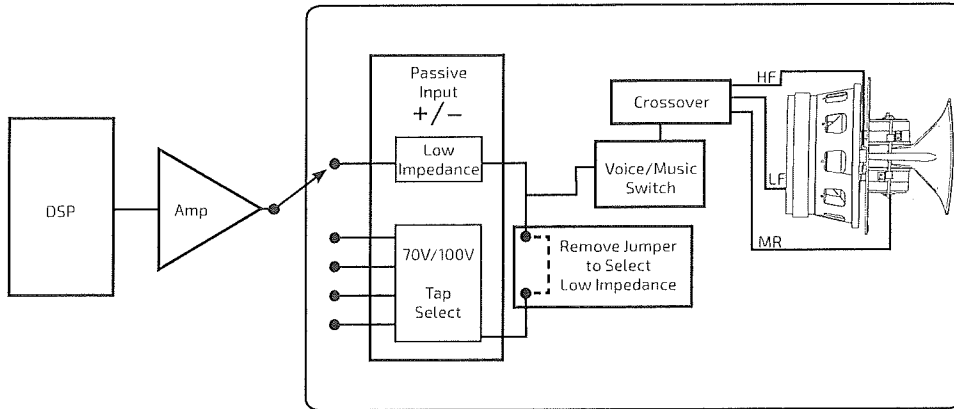 DSP
Amp
Passive
Input
+/−
Low
Impedance
70V/100V
Tap
Select
Crossover
Voice/Music
Switch
Remove Jumper
to Select
Low Impedance
HF
LF
MR